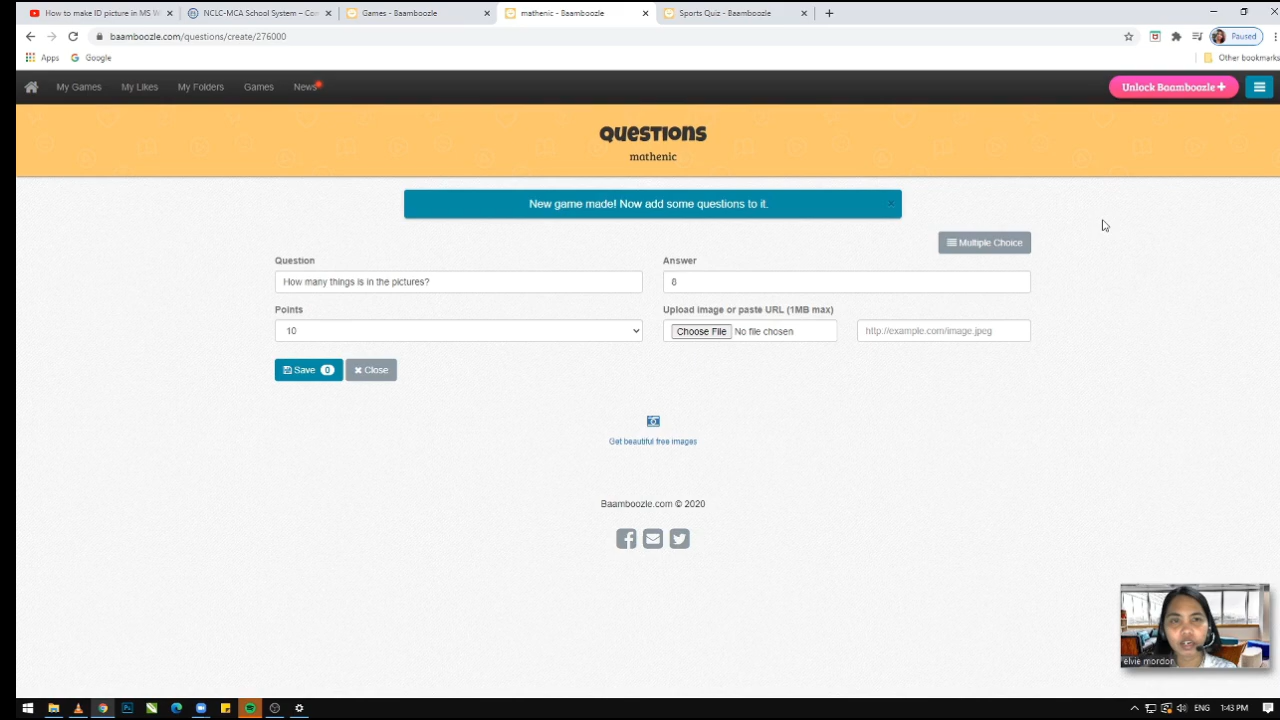 How to make ID picture in MS W
NCLC-MCA School System – Con
Games - Baamboozle
mathenic - Baamboozle
Sports Quiz - Baamboozle
baamboozle.com/questions/create/276000
Paused
Apps
Google
Other bookmarks
My Games
My Likes
My Folders
Games
News
Unlock Baamboozle +
Questions
mathenic
New game made! Now add some questions to it.
Multiple Choice
Question
Answer
How many things is in the pictures?
8
Points
Upload image or paste URL (1MB max)
10
Choose File No file chosen
http://example.com/image.jpeg
Save 0
Close
Get beautiful free images
Baamboozle.com © 2020
elvie mordor
ENG
1:43 PM